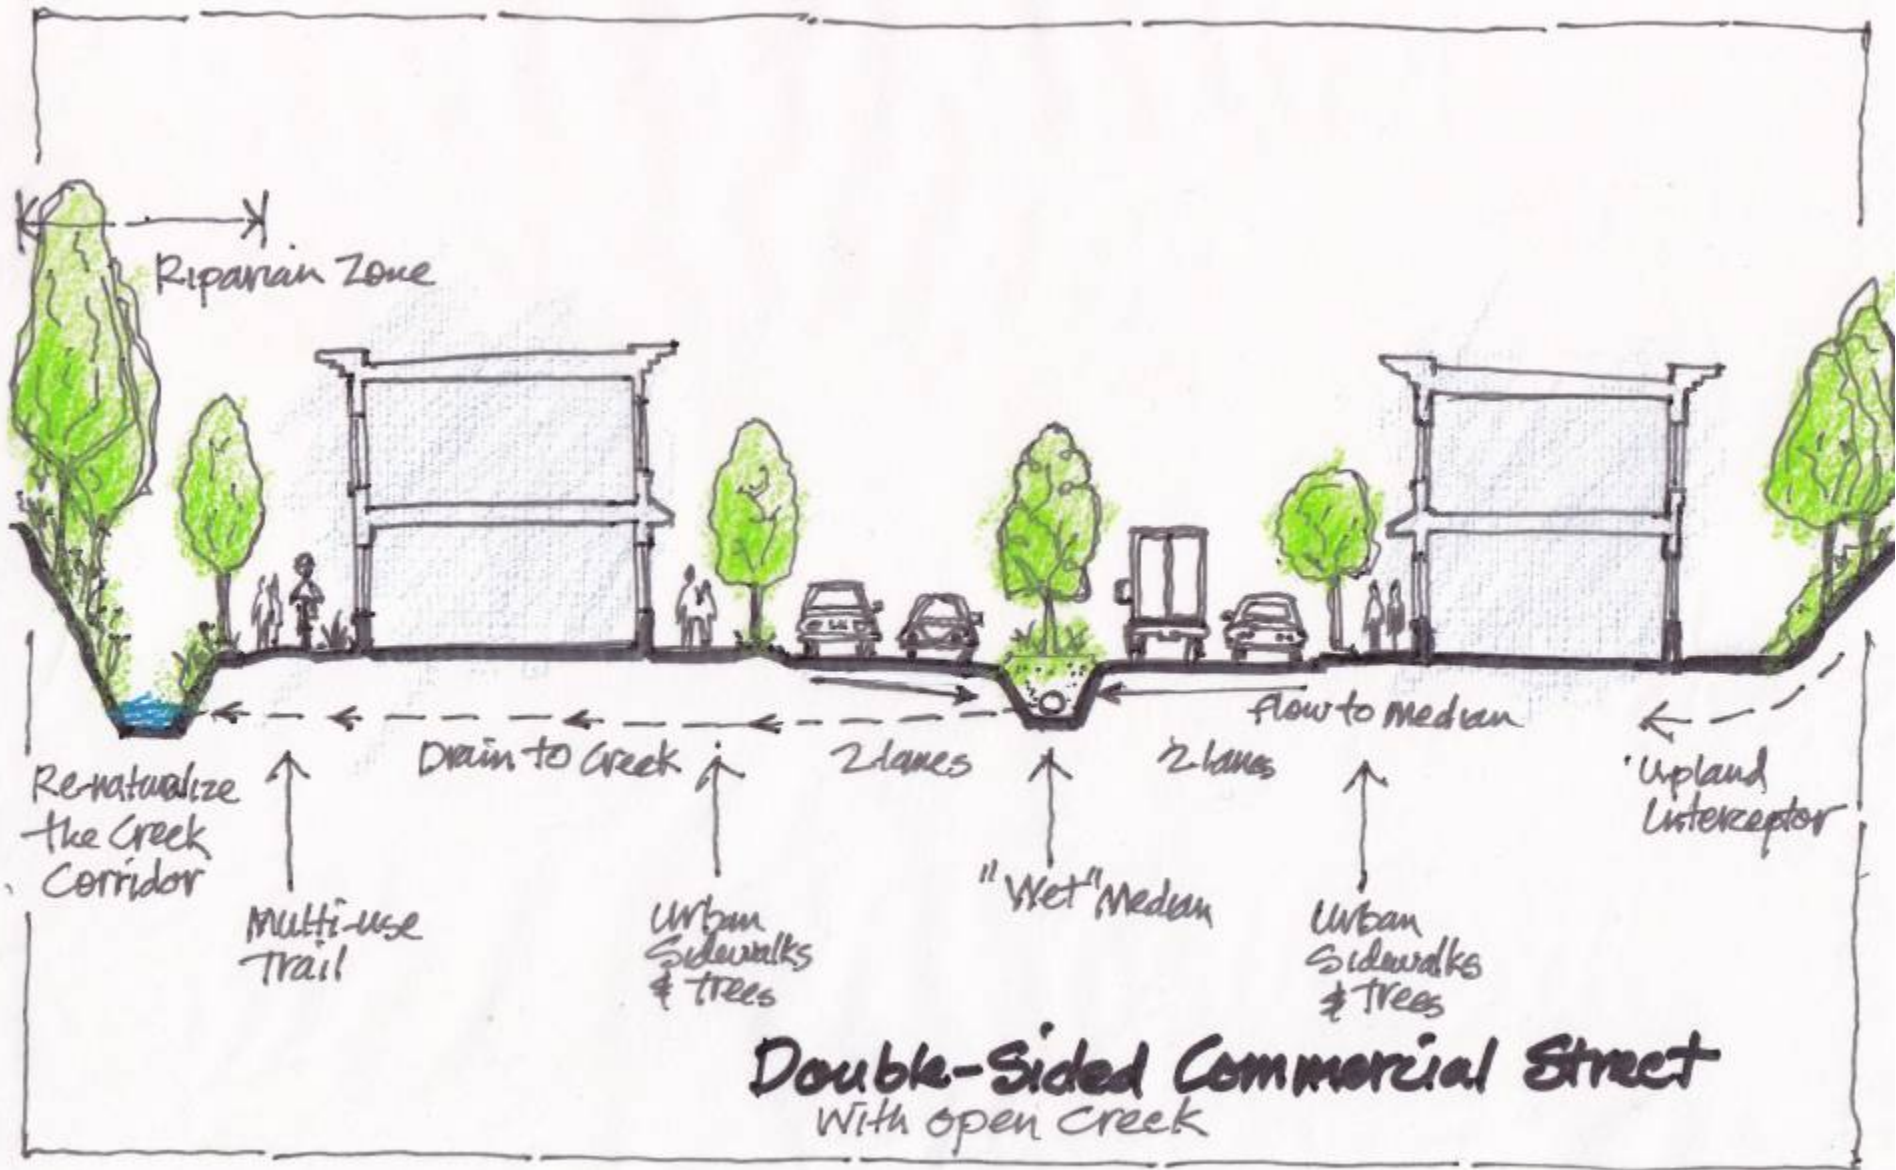 Riparian Zone
flow to Median
Drain to Creek
2 lanes
2 lanes
Re-naturalize
the Creek
Corridor
Upland
Interceptor
Multi-use
Trail
Urban
Sidewalks
& Trees
"Wet" Median
Urban
Sidewalks
& Trees
Double-Sided Commercial Street
With open Creek